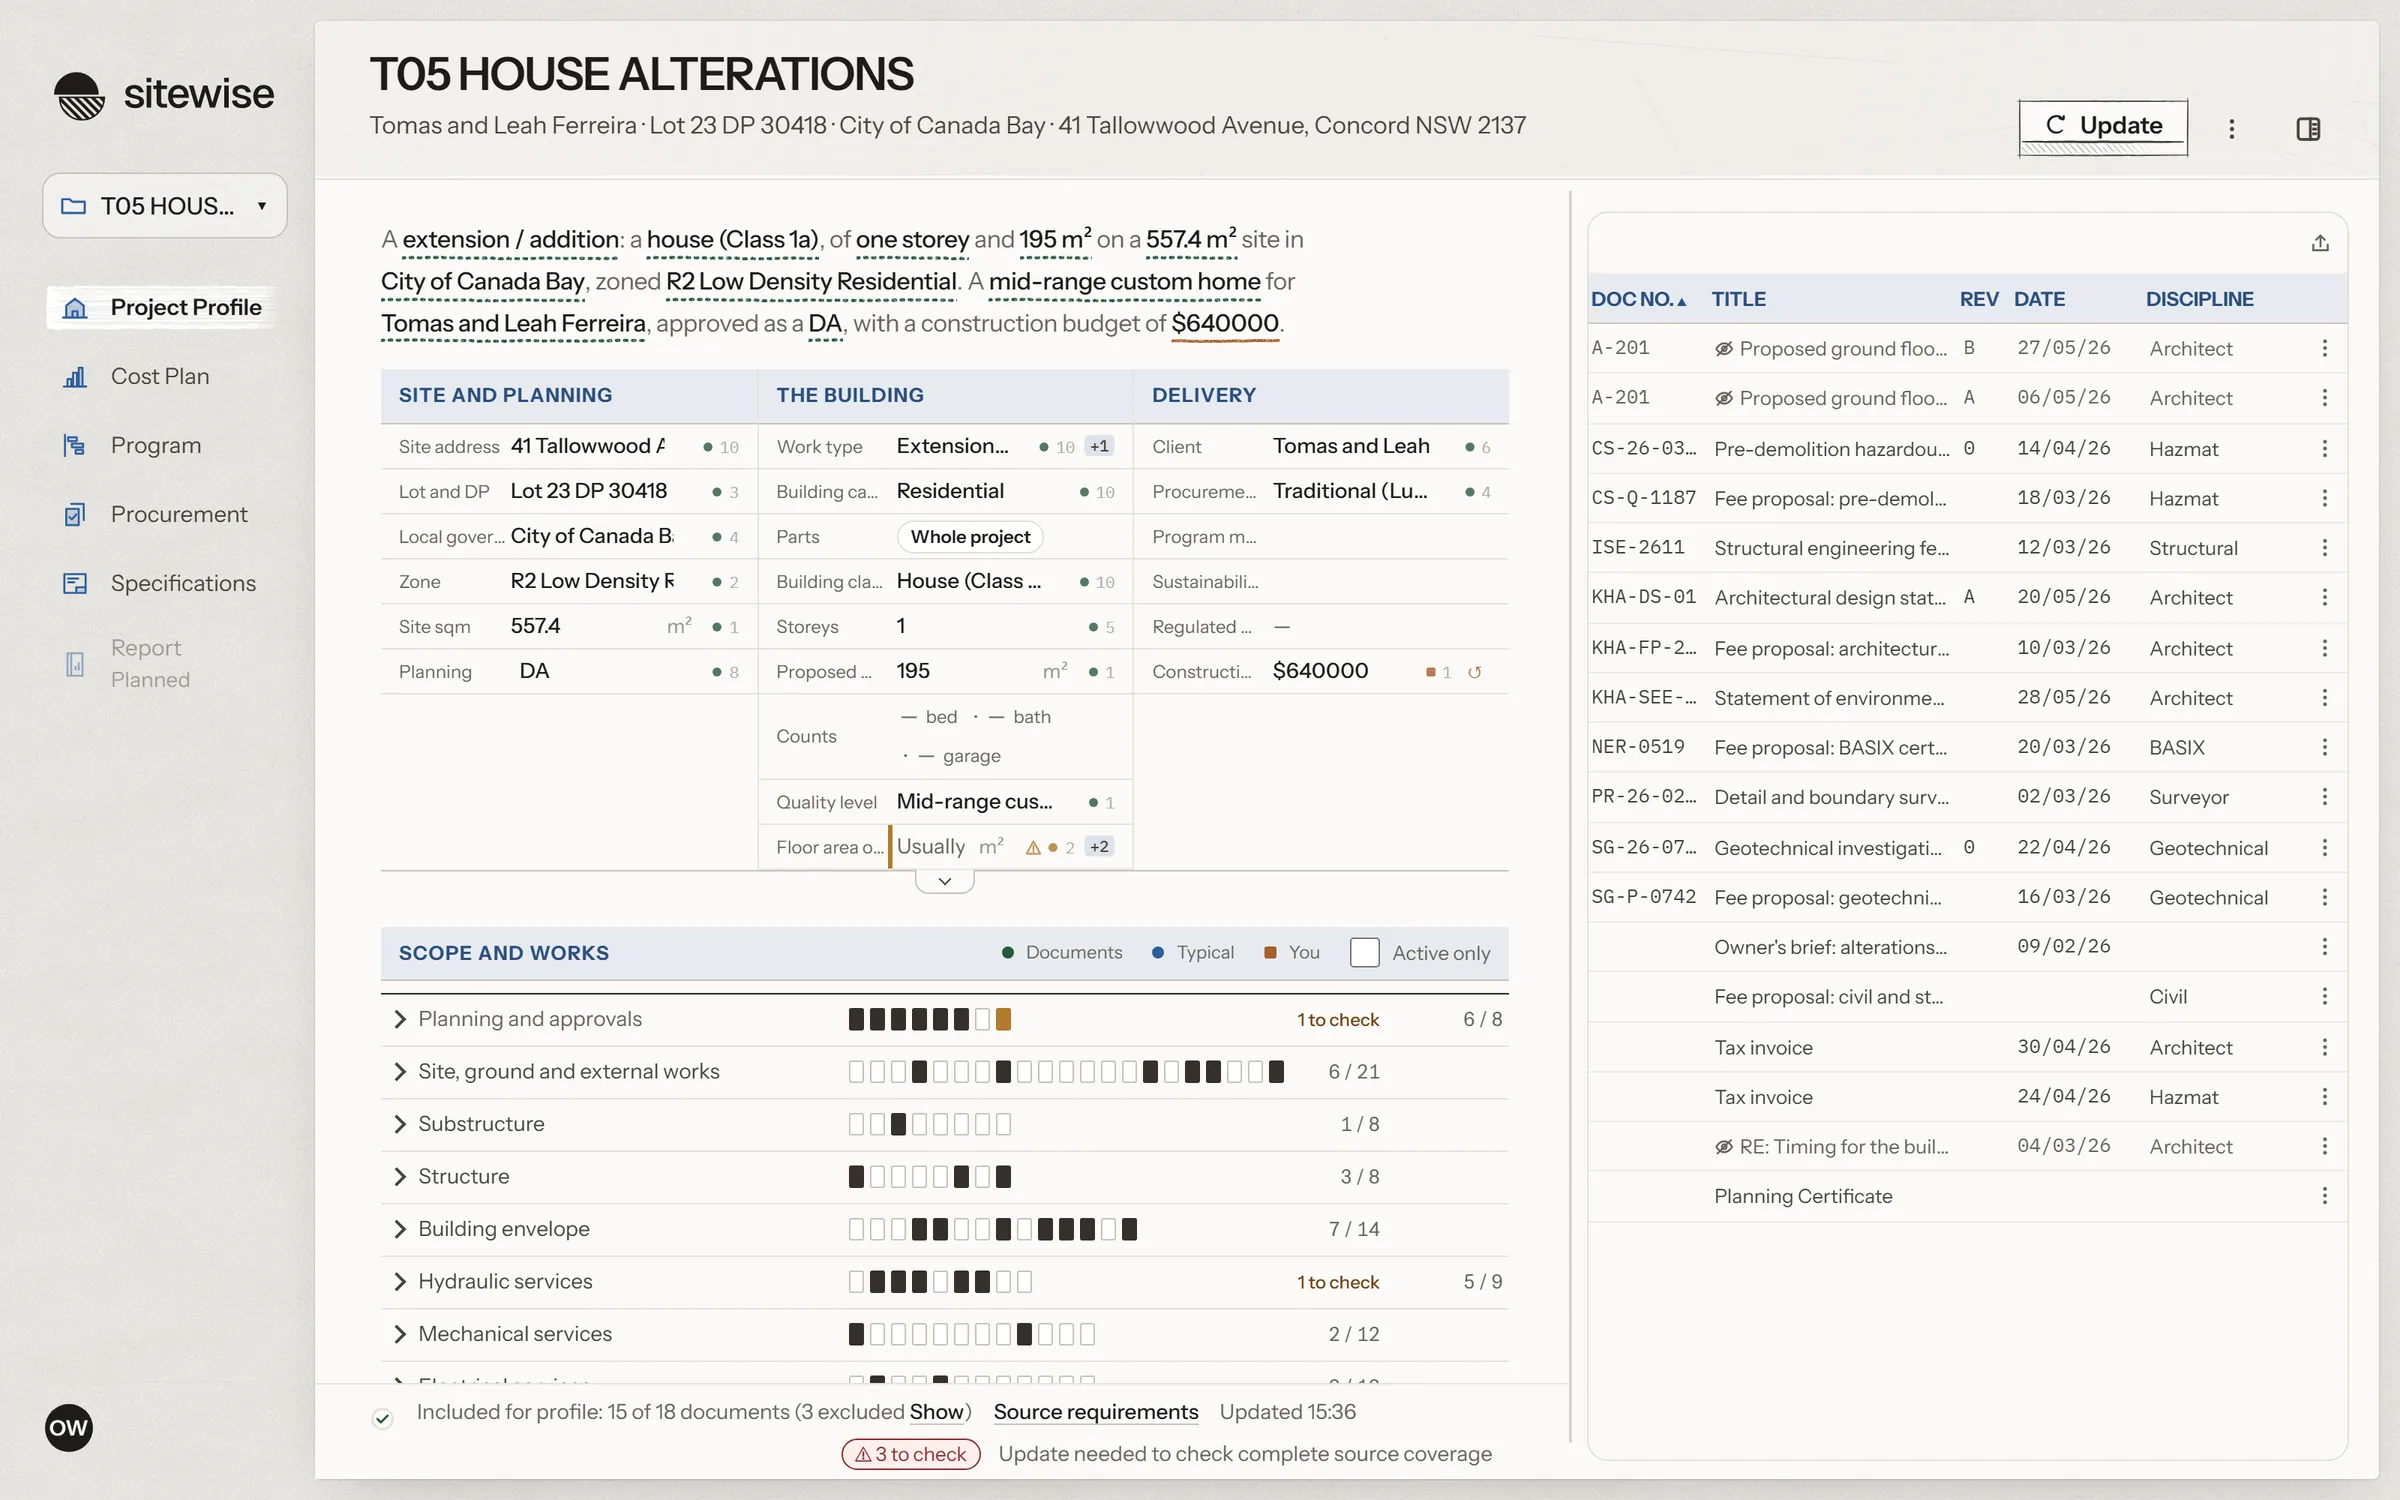 sitewise
T05 HOUS...
Project Profile
Cost Plan
Program
Procurement
Specifications
Report
Planned
OW
T05 HOUSE ALTERATIONS
Tomas and Leah Ferreira · Lot 23 DP 30418 · City of Canada Bay · 41 Tallowwood Avenue, Concord NSW 2137
Update
A extension / addition: a house (Class 1a), of one storey and 195 m² on a 557.4 m² site in
City of Canada Bay, zoned R2 Low Density Residential. A mid-range custom home for
Tomas and Leah Ferreira, approved as a DA, with a construction budget of $640000.
SITE AND PLANNING
Site address 41 Tallowwood A 10
Lot and DP Lot 23 DP 30418 3
Local gover... City of Canada Ba 4
Zone R2 Low Density R 2
Site sqm 557.4 m² 1
Planning DA 8
THE BUILDING
Work type Extension... 10 +1
Building ca... Residential 10
Parts Whole project
Building cla... House (Class ... 10
Storeys 1 5
Proposed ... 195 m² 1
Counts — bed · — bath
· — garage
Quality level Mid-range cus... 1
Floor area o... Usually m² 2 +2
DELIVERY
Client Tomas and Leah 6
Procureme... Traditional (Lu... 4
Program m...
Sustainabili...
Regulated ... —
Constructi... $640000 1
SCOPE AND WORKS Documents Typical You Active only
Planning and approvals 1 to check 6 / 8
Site, ground and external works 6 / 21
Substructure 1 / 8
Structure 3 / 8
Building envelope 7 / 14
Hydraulic services 1 to check 5 / 9
Mechanical services 2 / 12
Included for profile: 15 of 18 documents (3 excluded Show) Source requirements Updated 15:36
3 to check Update needed to check complete source coverage
DOC NO. TITLE REV DATE DISCIPLINE
A-201 Proposed ground floo... B 27/05/26 Architect
A-201 Proposed ground floo... A 06/05/26 Architect
CS-26-03... Pre-demolition hazardou... 0 14/04/26 Hazmat
CS-Q-1187 Fee proposal: pre-demol... 18/03/26 Hazmat
ISE-2611 Structural engineering fe... 12/03/26 Structural
KHA-DS-01 Architectural design stat... A 20/05/26 Architect
KHA-FP-2... Fee proposal: architectur... 10/03/26 Architect
KHA-SEE-... Statement of environme... 28/05/26 Architect
NER-0519 Fee proposal: BASIX cert... 20/03/26 BASIX
PR-26-02... Detail and boundary surv... 02/03/26 Surveyor
SG-26-07... Geotechnical investigati... 0 22/04/26 Geotechnical
SG-P-0742 Fee proposal: geotechni... 16/03/26 Geotechnical
Owner's brief: alterations... 09/02/26
Fee proposal: civil and st... Civil
Tax invoice 30/04/26 Architect
Tax invoice 24/04/26 Hazmat
RE: Timing for the buil... 04/03/26 Architect
Planning Certificate